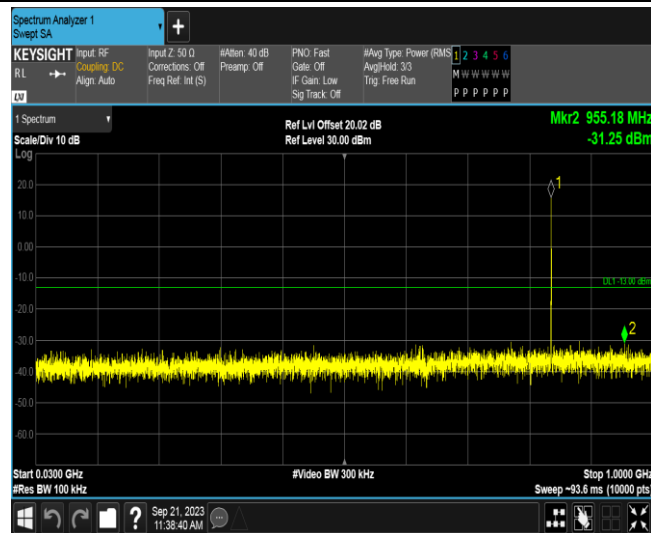 Spectrum Analyzer 1
Swept SA
KEYSIGHT
RL
LXI
Input: RF
Coupling: DC
Align: Auto
Input Z: 50 Ω
Corrections: Off
Freq Ref: Int (S)
#Atten: 40 dB
Preamp: Off
PNO: Fast
Gate: Off
IF Gain: Low
Sig Track: Off
#Avg Type: Power (RMS
Avg|Hold: 3/3
Trig: Free Run
1 2 3 4 5 6
M W W W W W
P P P P P P
1 Spectrum
Scale/Div 10 dB
Log
Ref Lvl Offset 20.02 dB
Ref Level 30.00 dBm
Mkr2 955.18 MHz
-31.25 dBm
20.0
10.0
0.00
-10.0
-20.0
-30.0
-40.0
-50.0
-60.0
1
DL1 -13.00 dBm
2
Start 0.0300 GHz
#Res BW 100 kHz
#Video BW 300 kHz
Stop 1.0000 GHz
Sweep ~93.6 ms (10000 pts)
?
Sep 21, 2023
11:38:40 AM